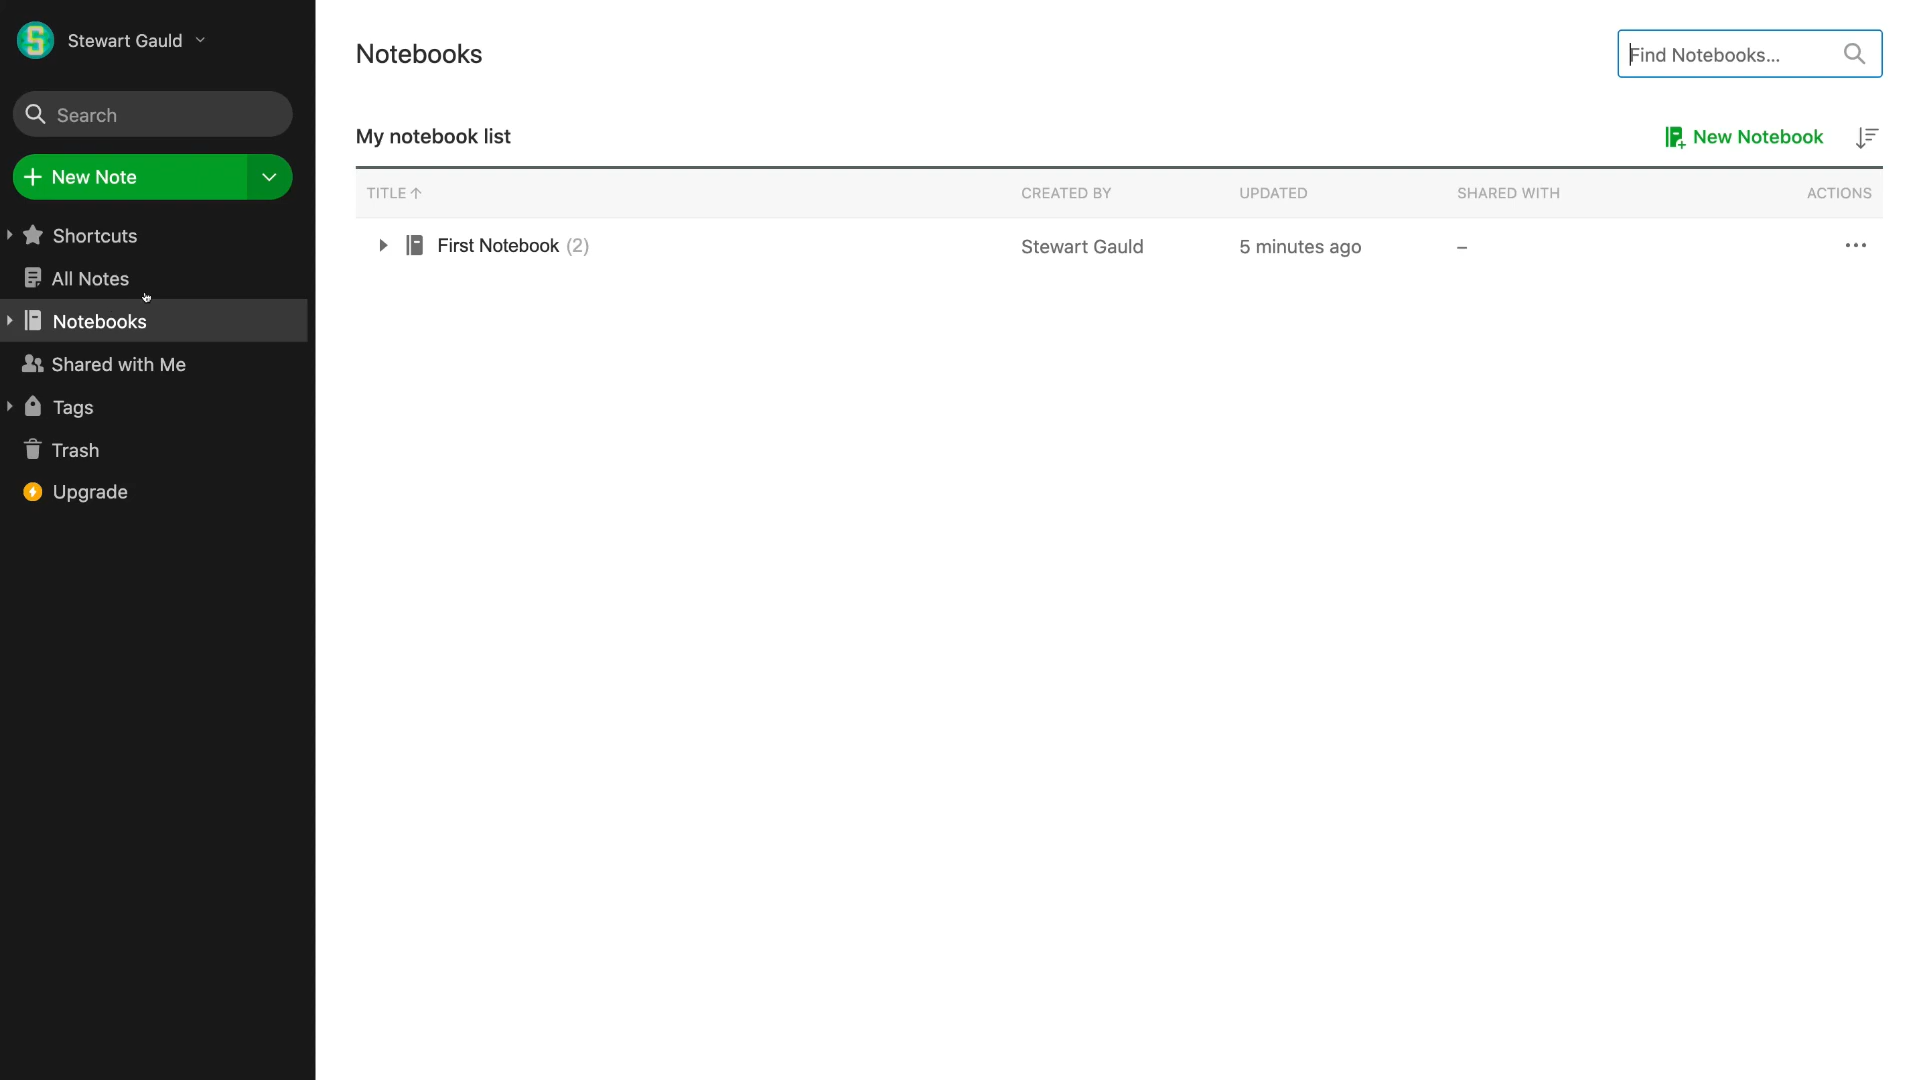 Stewart Gauld
Search
New Note
Shortcuts
All Notes
Notebooks
Shared with Me
Tags
Trash
Upgrade
Notebooks
Find Notebooks...
My notebook list
New Notebook
TITLE CREATED BY UPDATED SHARED WITH ACTIONS
First Notebook (2) Stewart Gauld 5 minutes ago –